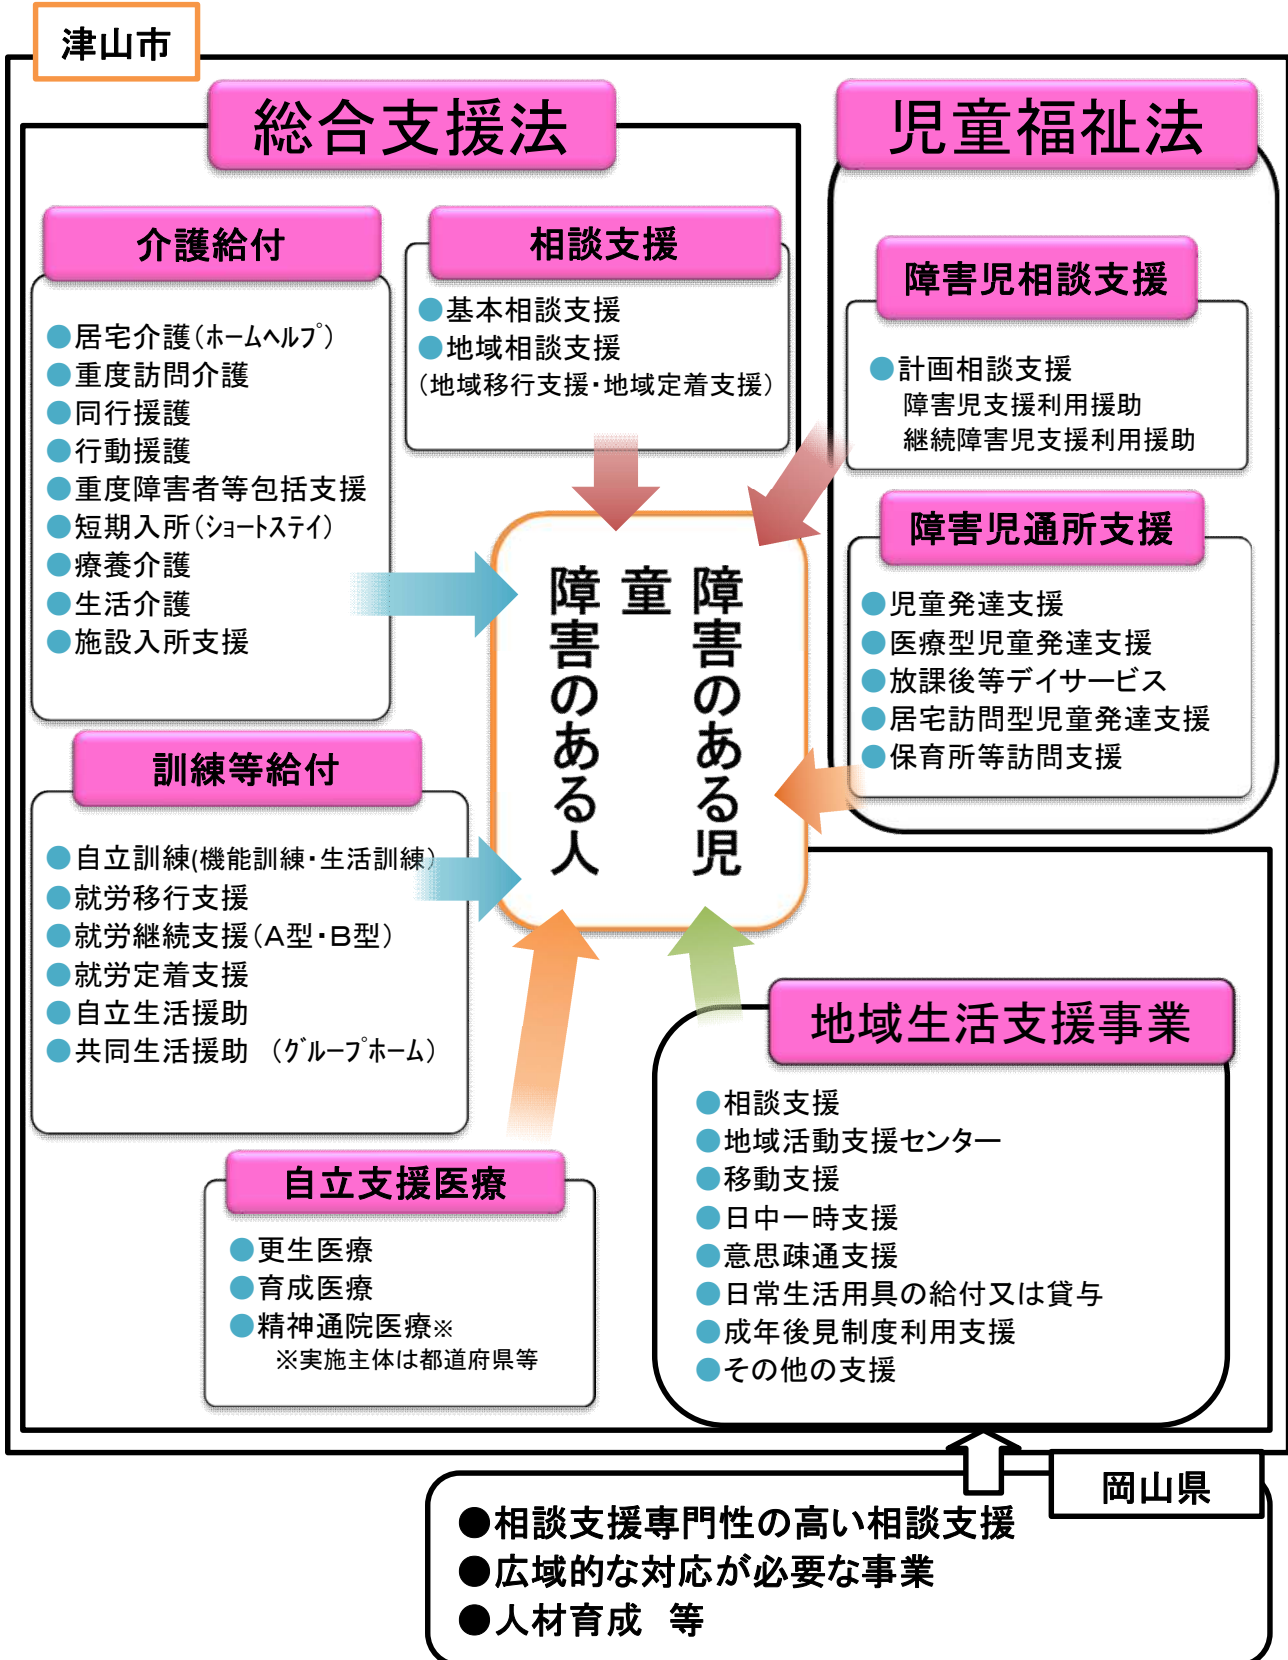 津山市
総合支援法
介護給付
●居宅介護(ホームヘルプ)
●重度訪問介護
●同行援護
●行動援護
●重度障害者等包括支援
●短期入所(ショートステイ)
●療養介護
●生活介護
●施設入所支援
相談支援
●基本相談支援
●地域相談支援
(地域移行支援・地域定着支援)
訓練等給付
●自立訓練(機能訓練・生活訓練)
●就労移行支援
●就労継続支援(A型・B型)
●就労定着支援
●自立生活援助
●共同生活援助 (グループホーム)
自立支援医療
●更生医療
●育成医療
●精神通院医療※
※実施主体は都道府県等
障害のある児
童
障害のある人
児童福祉法
障害児相談支援
●計画相談支援
障害児支援利用援助
継続障害児支援利用援助
障害児通所支援
●児童発達支援
●医療型児童発達支援
●放課後等デイサービス
●居宅訪問型児童発達支援
●保育所等訪問支援
地域生活支援事業
●相談支援
●地域活動支援センター
●移動支援
●日中一時支援
●意思疎通支援
●日常生活用具の給付又は貸与
●成年後見制度利用支援
●その他の支援
岡山県
●相談支援専門性の高い相談支援
●広域的な対応が必要な事業
●人材育成 等